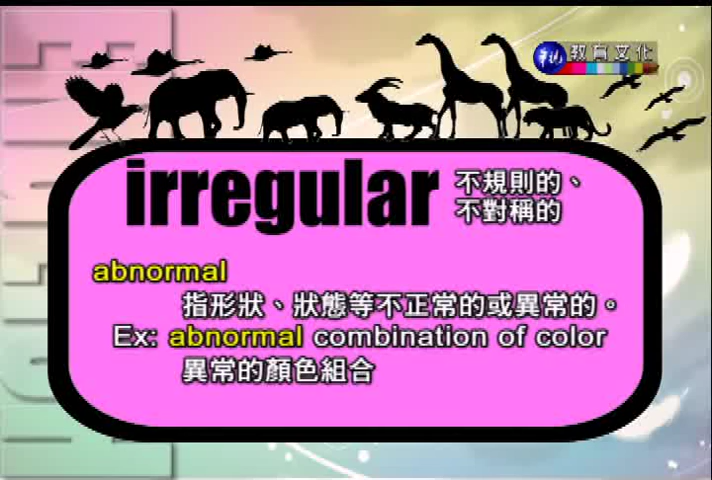 華視 教育文化
irregular 不規則的、
不對稱的
abnormal
指形狀、狀態等不正常的或異常的。
Ex: abnormal combination of color
異常的顏色組合